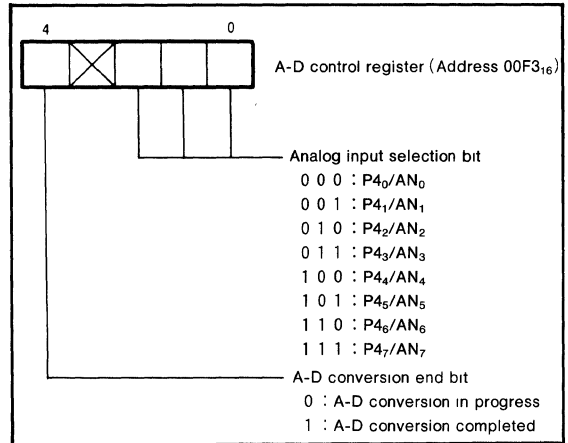 4 0
A-D control register (Address 00F3₁₆)
Analog input selection bit
0 0 0 : P4₀/AN₀
0 0 1 : P4₁/AN₁
0 1 0 : P4₂/AN₂
0 1 1 : P4₃/AN₃
1 0 0 : P4₄/AN₄
1 0 1 : P4₅/AN₅
1 1 0 : P4₆/AN₆
1 1 1 : P4₇/AN₇
A-D conversion end bit
0 : A-D conversion in progress
1 : A-D conversion completed